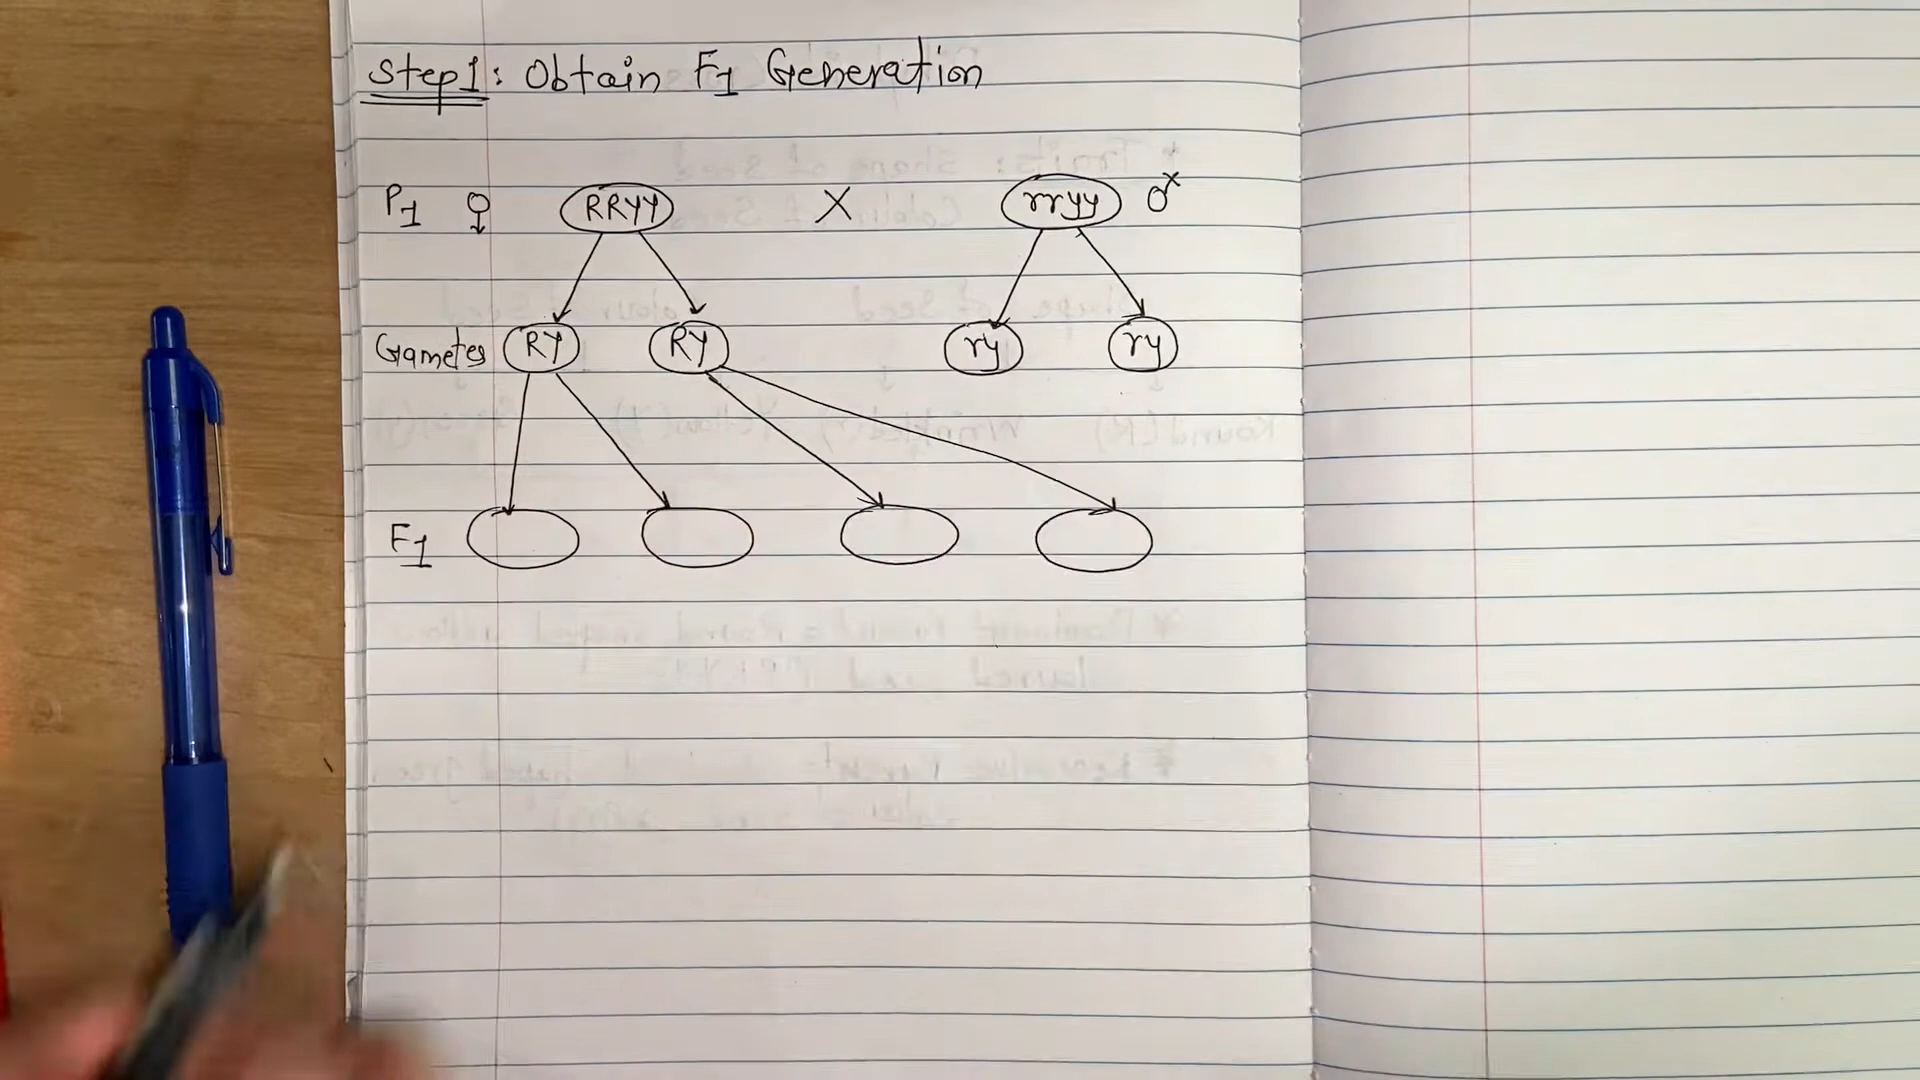 Step1: Obtain F1 Generation
P1 ♀ RRYY X rryy ♂
Gametes RY RY ry ry
F1